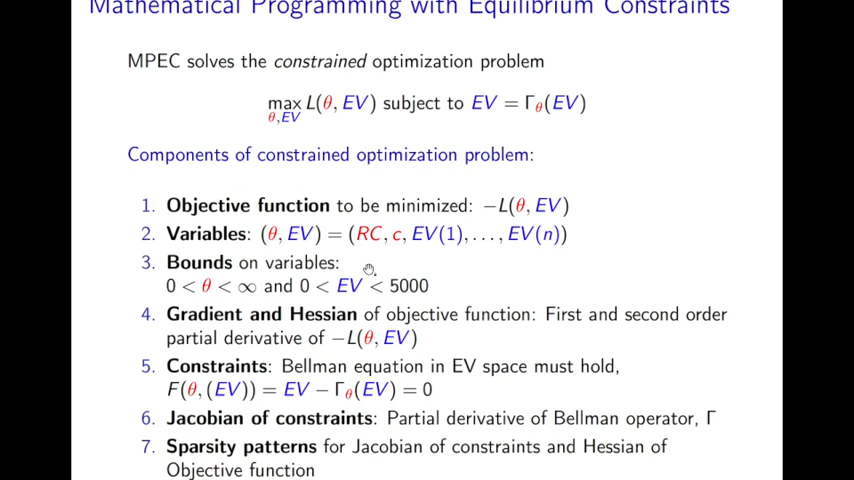 Mathematical Programming with Equilibrium Constraints
MPEC solves the constrained optimization problem
max L(θ, EV) subject to EV = Γθ(EV)
θ,EV
Components of constrained optimization problem:
1. Objective function to be minimized: −L(θ, EV)
2. Variables: (θ, EV) = (RC, c, EV(1), . . . , EV(n))
3. Bounds on variables:
0 < θ < ∞ and 0 < EV < 5000
4. Gradient and Hessian of objective function: First and second order
partial derivative of −L(θ, EV)
5. Constraints: Bellman equation in EV space must hold,
F(θ, (EV)) = EV − Γθ(EV) = 0
6. Jacobian of constraints: Partial derivative of Bellman operator, Γ
7. Sparsity patterns for Jacobian of constraints and Hessian of
Objective function